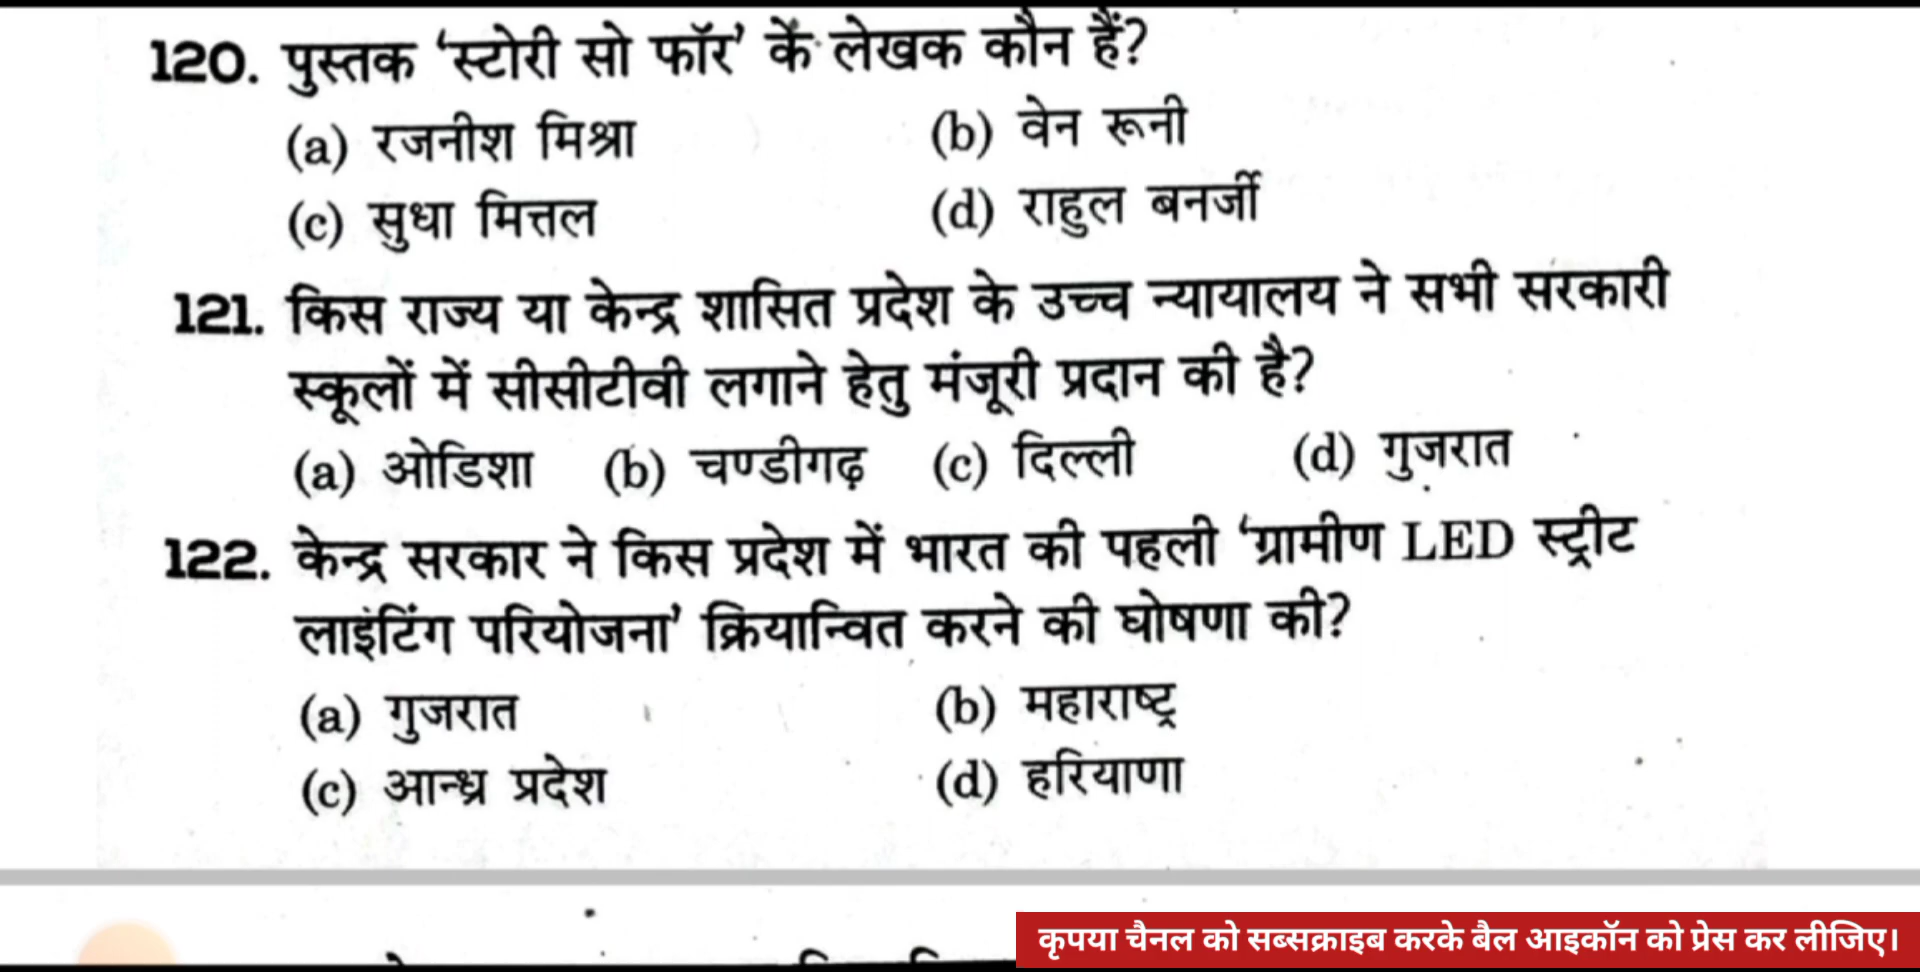 120. पुस्तक ‘स्टोरी सो फॉर’ के लेखक कौन हैं?
(a) रजनीश मिश्रा (b) वेन रूनी
(c) सुधा मित्तल (d) राहुल बनर्जी
121. किस राज्य या केन्द्र शासित प्रदेश के उच्च न्यायालय ने सभी सरकारी
स्कूलों में सीसीटीवी लगाने हेतु मंजूरी प्रदान की है?
(a) ओडिशा (b) चण्डीगढ़ (c) दिल्ली (d) गुजरात
122. केन्द्र सरकार ने किस प्रदेश में भारत की पहली ‘ग्रामीण LED स्ट्रीट
लाइटिंग परियोजना’ क्रियान्वित करने की घोषणा की?
(a) गुजरात (b) महाराष्ट्र
(c) आन्ध्र प्रदेश (d) हरियाणा
कृपया चैनल को सब्सक्राइब करके बैल आइकॉन को प्रेस कर लीजिए।